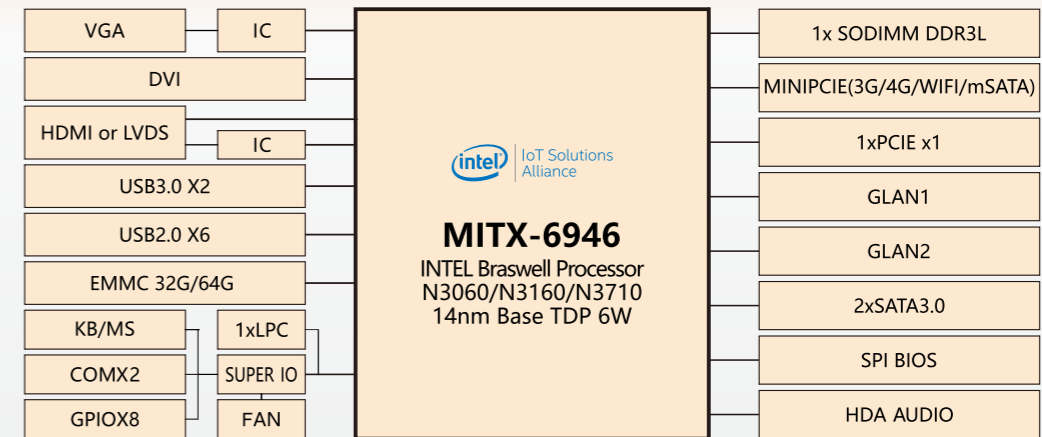 VGA
IC
DVI
HDMI or LVDS
IC
USB3.0 X2
USB2.0 X6
EMMC 32G/64G
KB/MS
1xLPC
COMX2
SUPER IO
GPIOX8
FAN
intel
IoT Solutions
Alliance
MITX-6946
INTEL Braswell Processor
N3060/N3160/N3710
14nm Base TDP 6W
1x SODIMM DDR3L
MINIPCIE(3G/4G/WIFI/mSATA)
1xPCIE x1
GLAN1
GLAN2
2xSATA3.0
SPI BIOS
HDA AUDIO